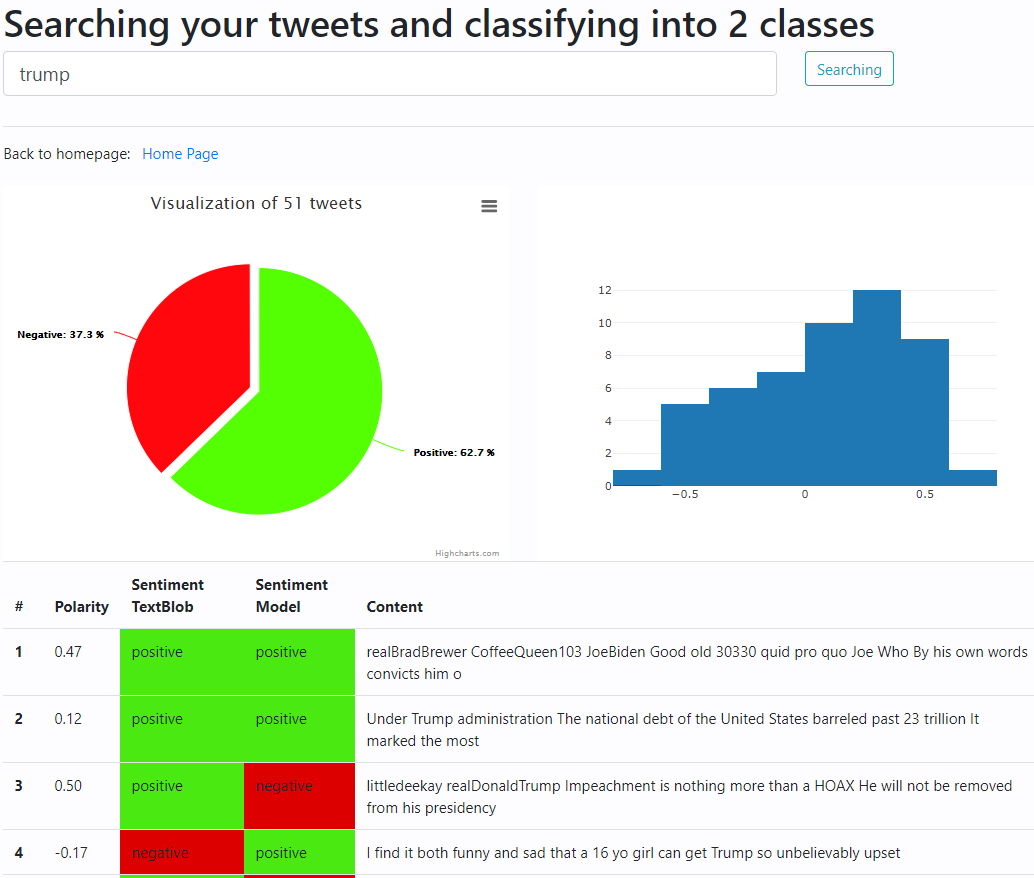 Searching your tweets and classifying into 2 classes
trump
Searching
Back to homepage: Home Page
Visualization of 51 tweets
Negative: 37.3 %
Positive: 62.7 %
Highcharts.com
12
10
8
6
4
2
0
−0.5 0 0.5
# Polarity Sentiment TextBlob Sentiment Model Content
1 0.47 positive positive realBradBrewer CoffeeQueen103 JoeBiden Good old 30330 quid pro quo Joe Who By his own words
convicts him o
2 0.12 positive positive Under Trump administration The national debt of the United States barreled past 23 trillion It
marked the most
3 0.50 positive negative littledeekay realDonaldTrump Impeachment is nothing more than a HOAX He will not be removed
from his presidency
4 -0.17 negative positive I find it both funny and sad that a 16 yo girl can get Trump so unbelievably upset